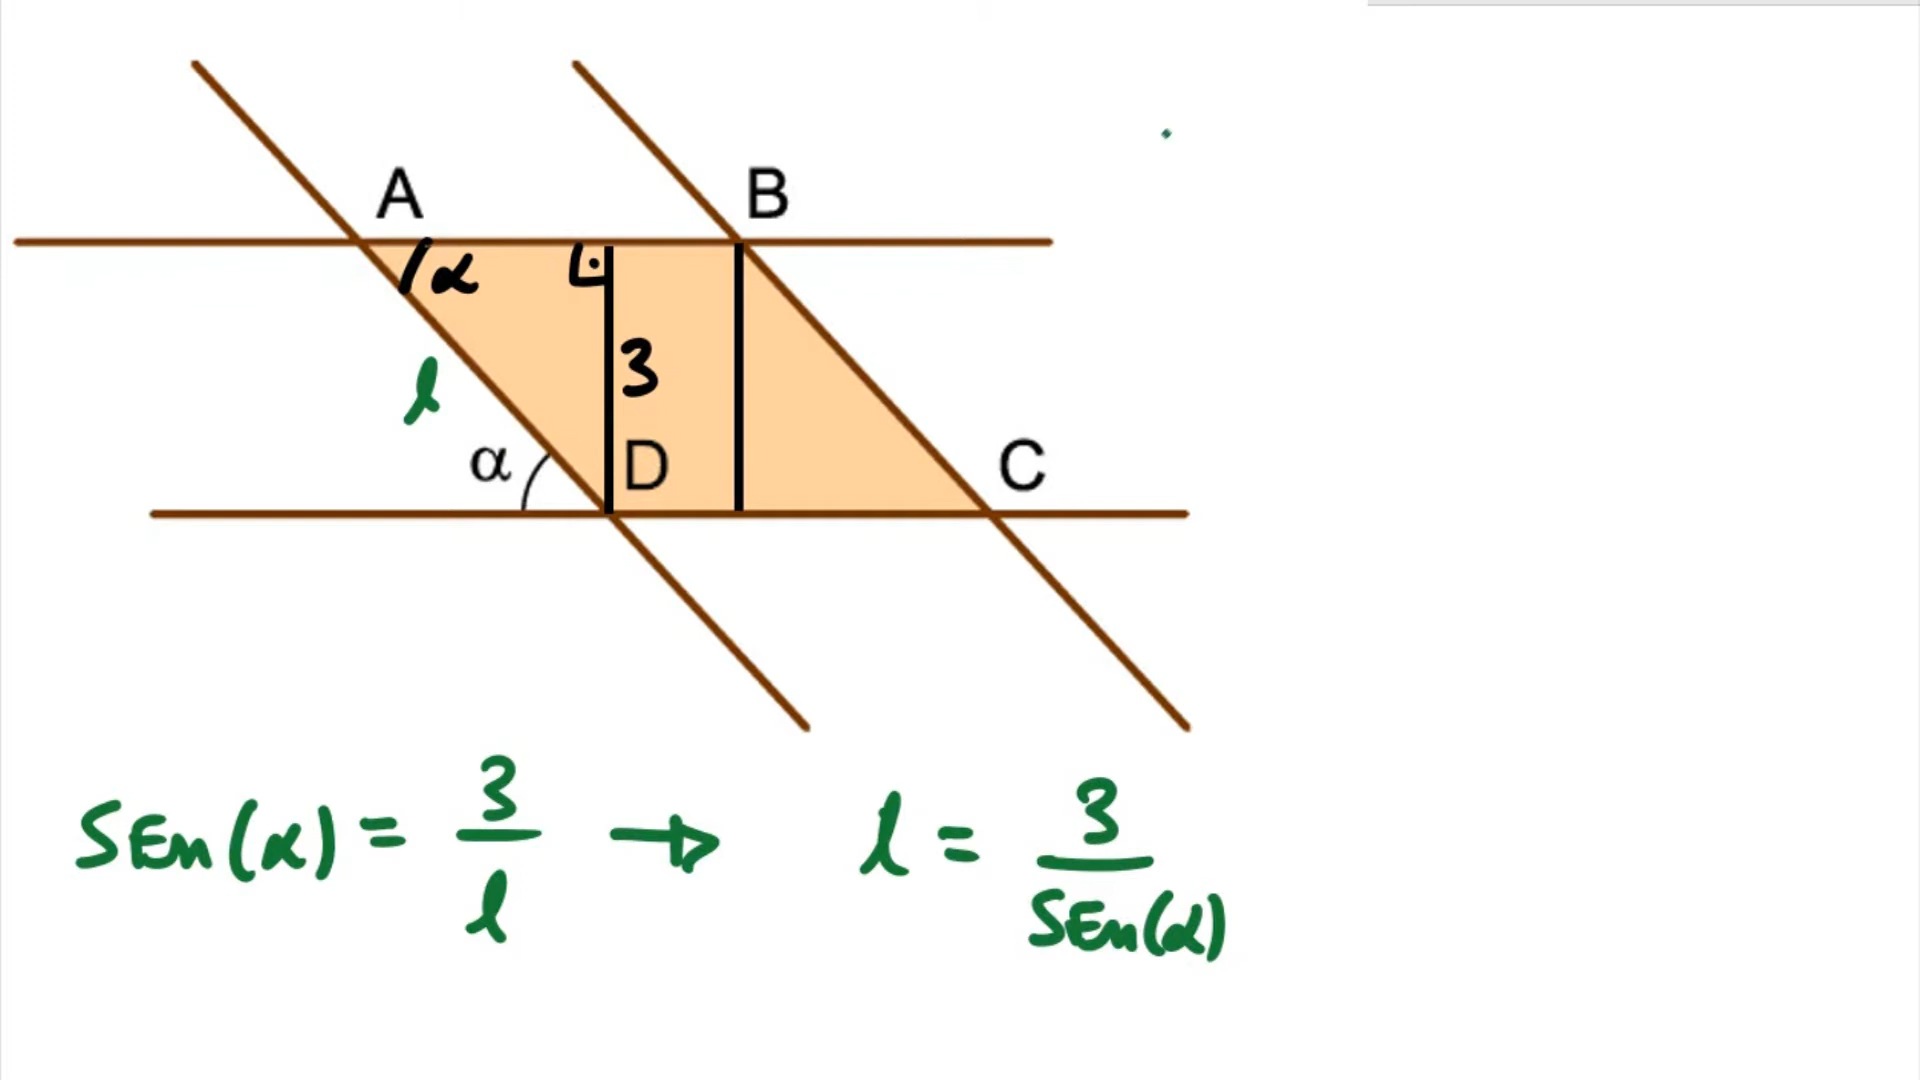 A B
α
3
l
α D C
SEn(α) = 3/l → l = 3/SEn(α)